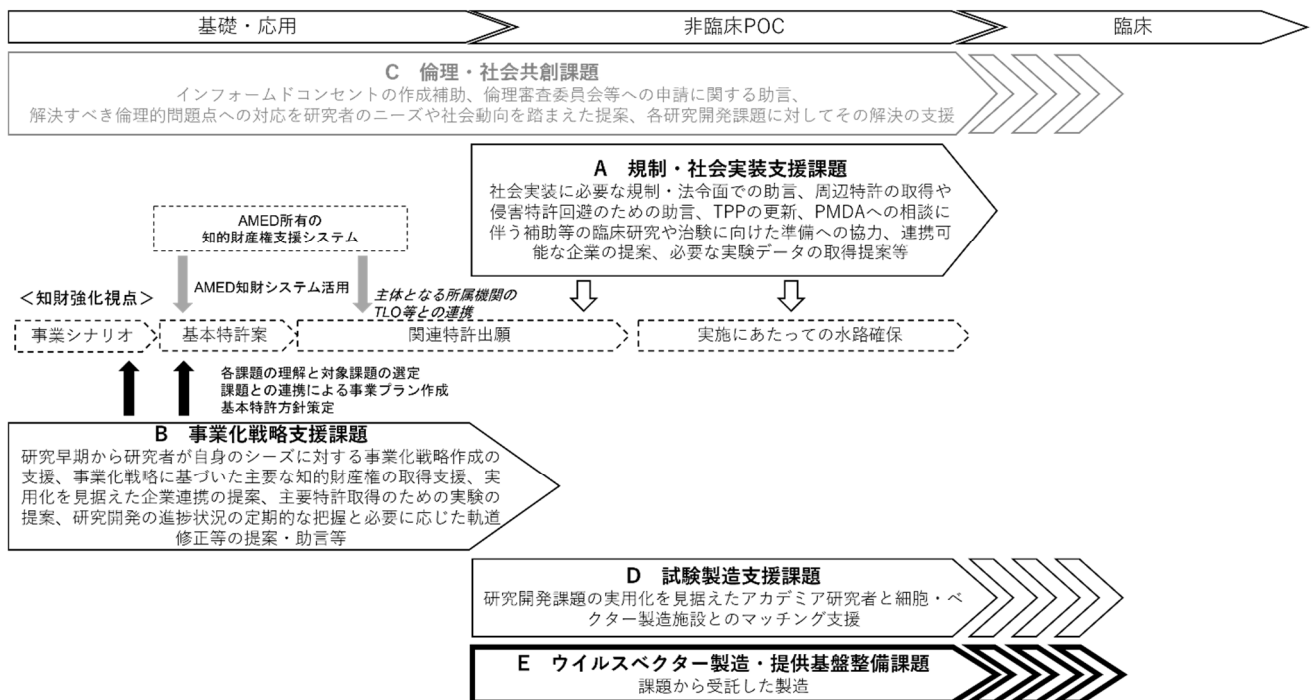 基礎・応用
非臨床POC
臨床
C 倫理・社会共創課題
インフォームドコンセントの作成補助、倫理審査委員会等への申請に関する助言、
解決すべき倫理的問題点への対応を研究者のニーズや社会動向を踏まえた提案、各研究開発課題に対してその解決の支援
A 規制・社会実装支援課題
社会実装に必要な規制・法令面での助言、周辺特許の取得や
侵害特許回避のための助言、TPPの更新、PMDAへの相談に
伴う補助等の臨床研究や治験に向けた準備への協力、連携可
能な企業の提案、必要な実験データの取得提案等
AMED所有の
知的財産権支援システム
AMED知財システム活用
主体となる所属機関の
TLO等との連携
＜知財強化視点＞
事業シナリオ
基本特許案
関連特許出願
実施にあたっての水路確保
各課題の理解と対象課題の選定
課題との連携による事業プラン作成
基本特許方針策定
B 事業化戦略支援課題
研究早期から研究者が自身のシーズに対する事業化戦略作成の
支援、事業化戦略に基づいた主要な知的財産権の取得支援、実
用化を見据えた企業連携の提案、主要特許取得のための実験の
提案、研究開発の進捗状況の定期的な把握と必要に応じた軌道
修正等の提案・助言等
D 試験製造支援課題
研究開発課題の実用化を見据えたアカデミア研究者と細胞・ベ
クター製造施設とのマッチング支援
E ウイルスベクター製造・提供基盤整備課題
課題から受託した製造